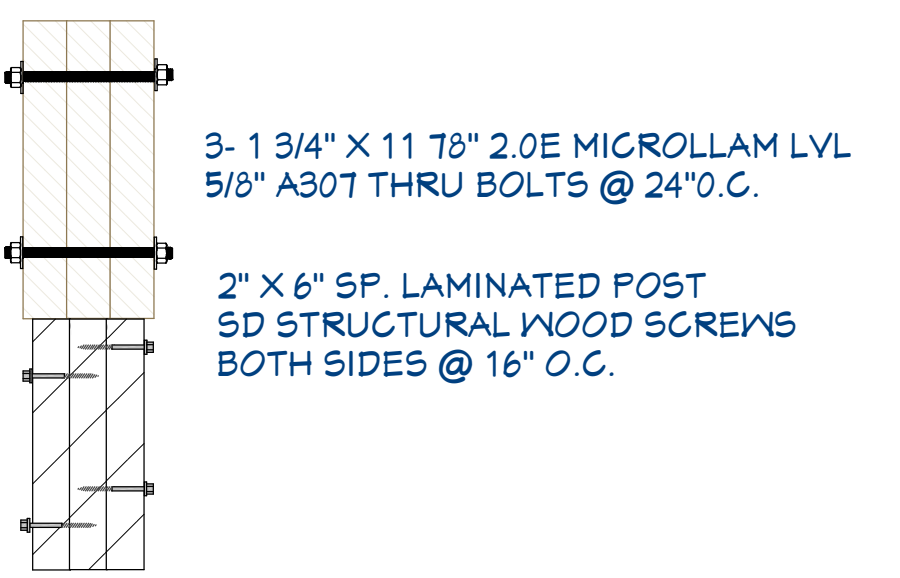 3- 1 3/4" X 11 78" 2.0E MICROLLAM LVL
5/8" A307 THRU BOLTS @ 24"O.C.
2" X 6" SP. LAMINATED POST
SD STRUCTURAL WOOD SCREWS
BOTH SIDES @ 16" O.C.